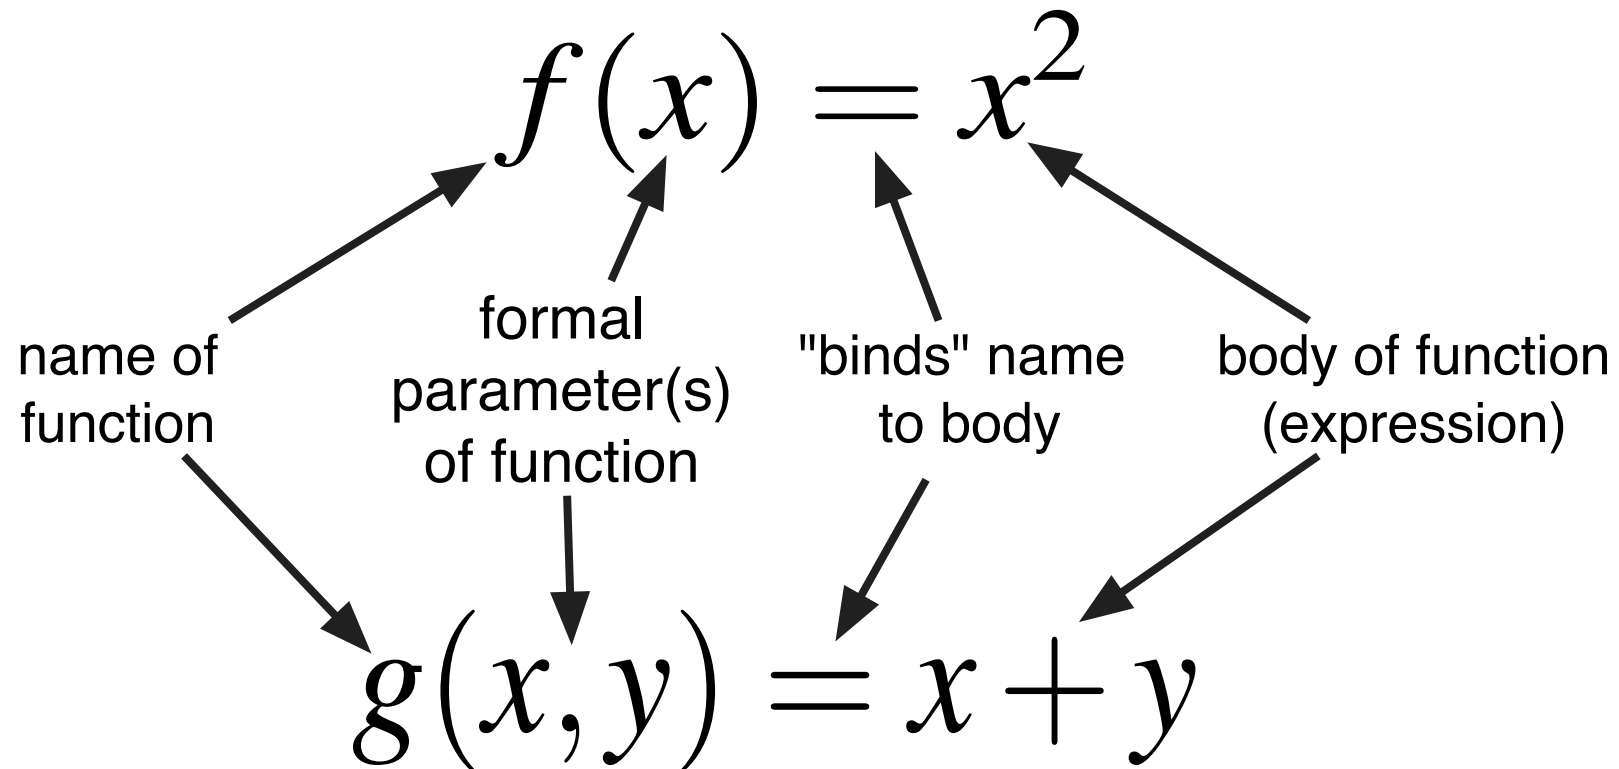 f(x) = x²
name of
function
formal
parameter(s)
of function
"binds" name
to body
body of function
(expression)
g(x,y) = x+y